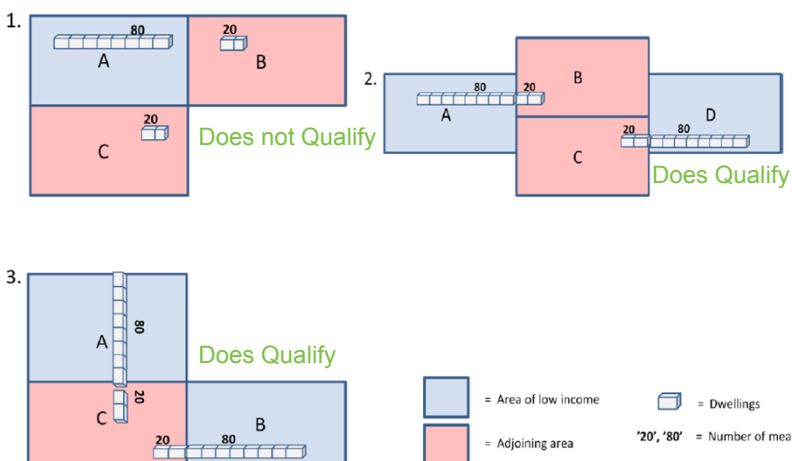 1.
80
A
20
B
20
C
Does not Qualify
2.
80
20
A
B
20
80
C
D
Does Qualify
3.
80
A
Does Qualify
20
C
B
20
80
= Area of low income
= Adjoining area
= Dwellings
'20', '80' = Number of mea